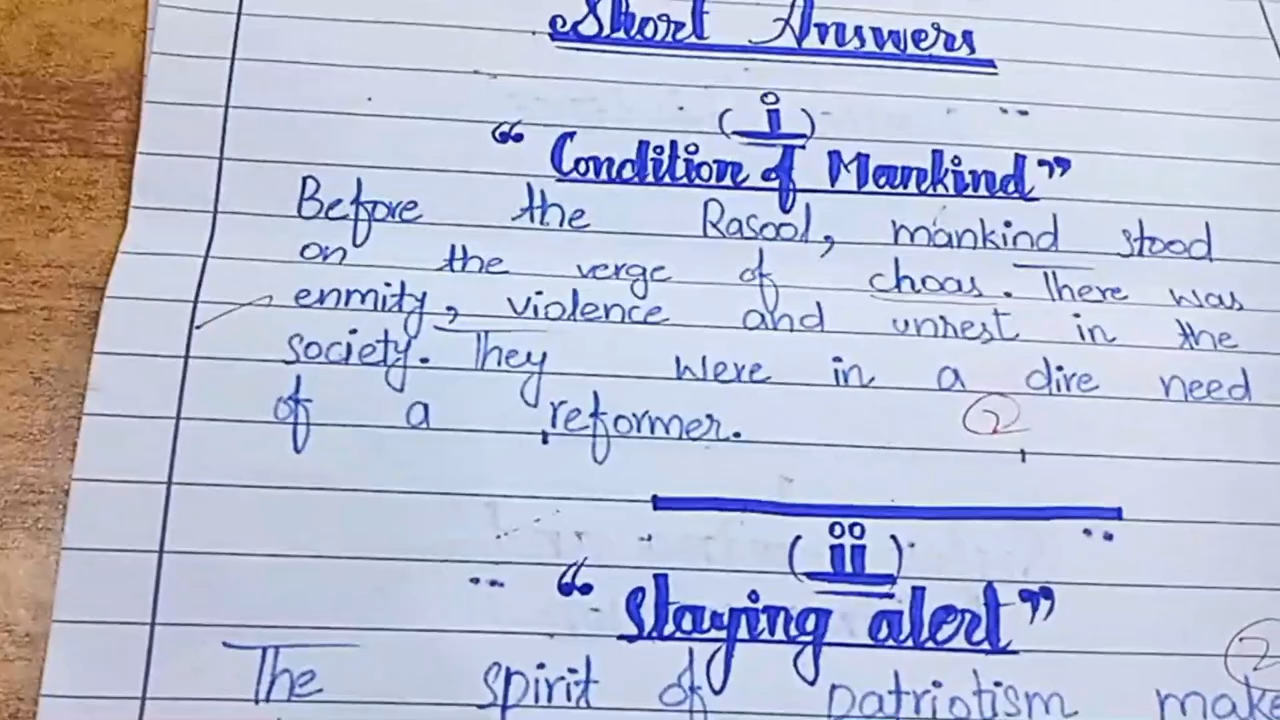 Short Answers
(i)
“Condition of Mankind”
Before the Rasool, mankind stood
on the verge of choas. There was
enmity, violence and unrest in the
society. They were in a dire need
of a reformer.
2
(ii)
“Staying alert”
2
The spirit of patriotism make